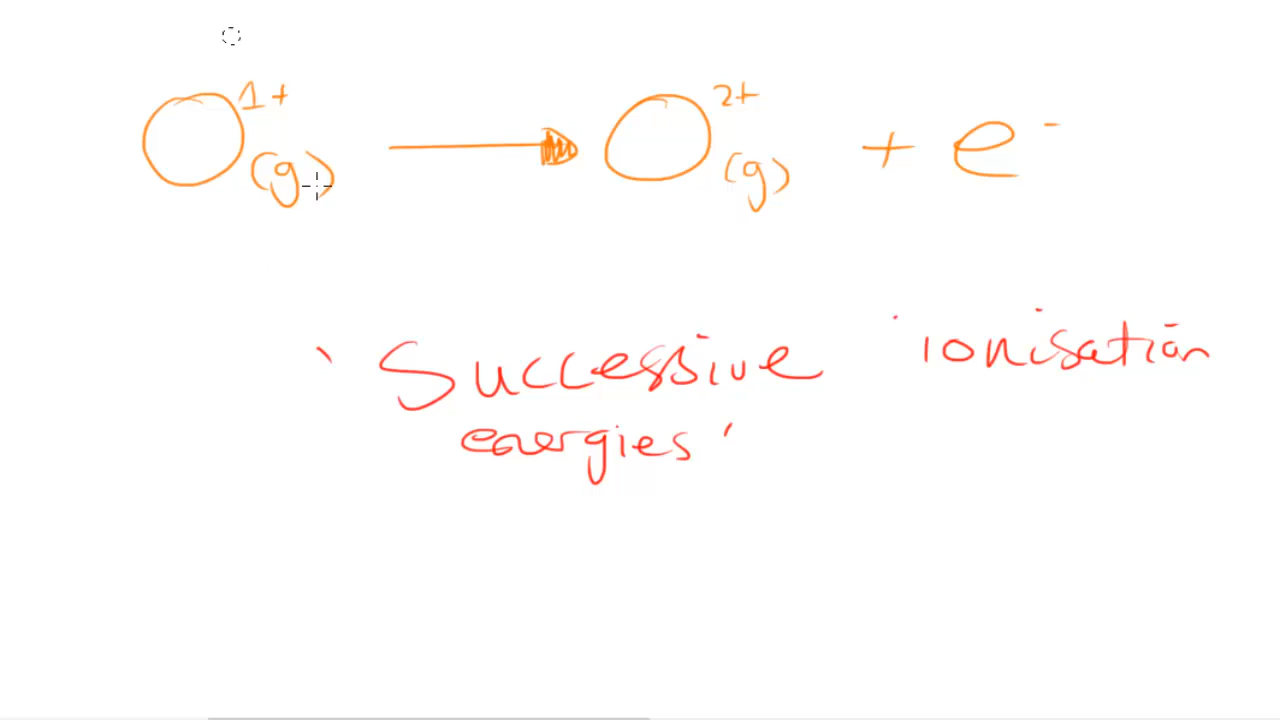 O¹⁺(g) → O²⁺(g) + e⁻
‘Successive ionisation
energies’